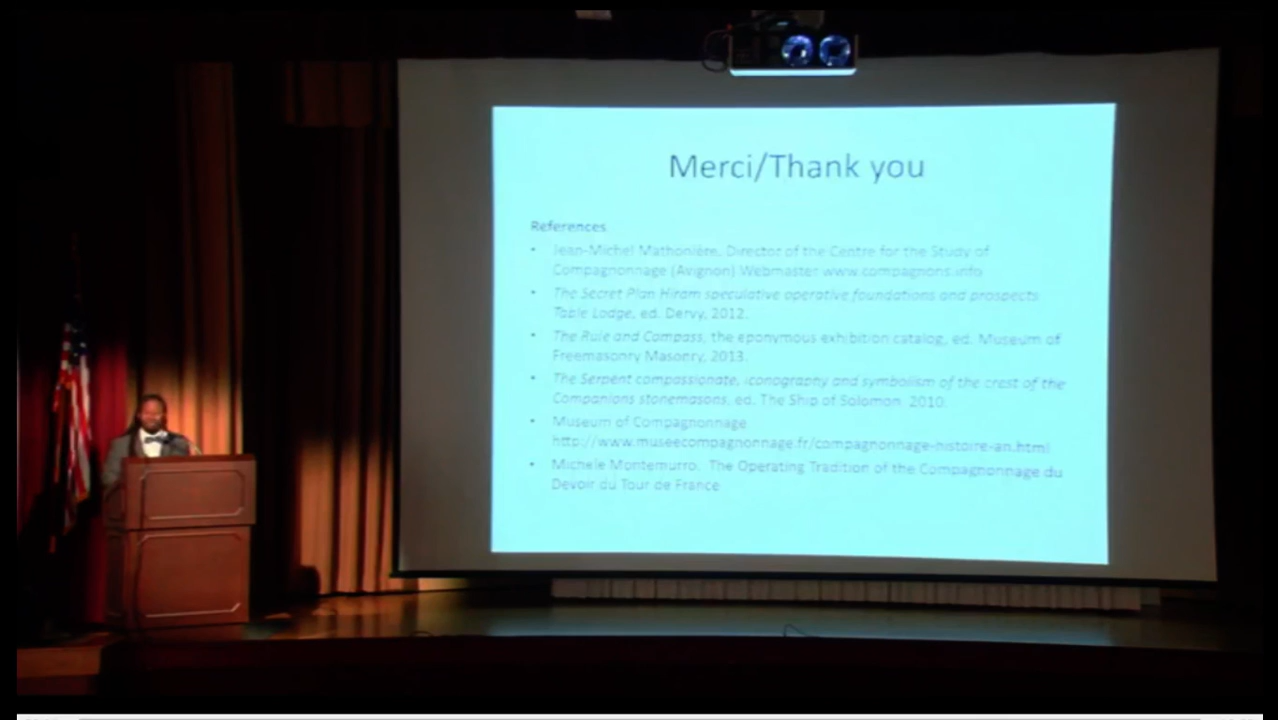 Merci/Thank you
References
• Jean-Michel Mathonière, Director of the Centre for the Study of
Compagnonnage (Avignon) Webmaster www.compagnons.info
• The Secret Plan Hiram speculative operative foundations and prospects
Table Lodge, ed. Dervy, 2012.
• The Rule and Compass, the eponymous exhibition catalog, ed. Museum of
Freemasonry Masonry, 2013.
• The Serpent compassionate, iconography and symbolism of the crest of the
Companions stonemasons, ed. The Ship of Solomon, 2010.
• Museum of Compagnonnage
http://www.museecompagnonnage.fr/compagnonnage-histoire-an.html
• Michele Montemurro. The Operating Tradition of the Compagnonnage du
Devoir du Tour de France